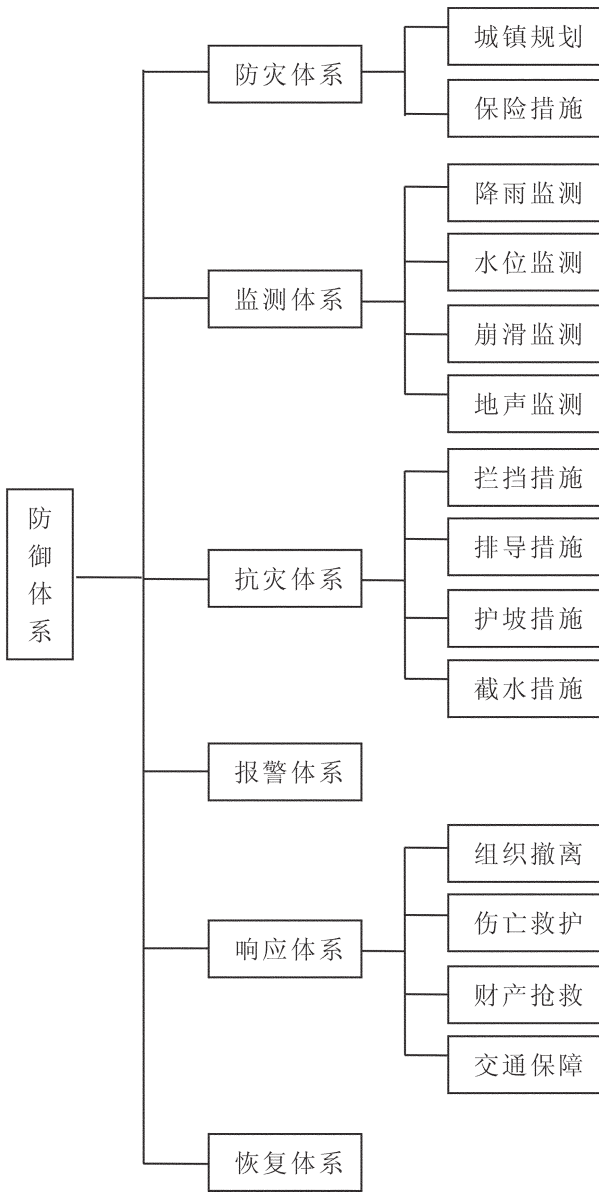 防御体系
防灾体系
城镇规划
保险措施
监测体系
降雨监测
水位监测
崩滑监测
地声监测
抗灾体系
拦挡措施
排导措施
护坡措施
截水措施
报警体系
响应体系
组织撤离
伤亡救护
财产抢救
交通保障
恢复体系